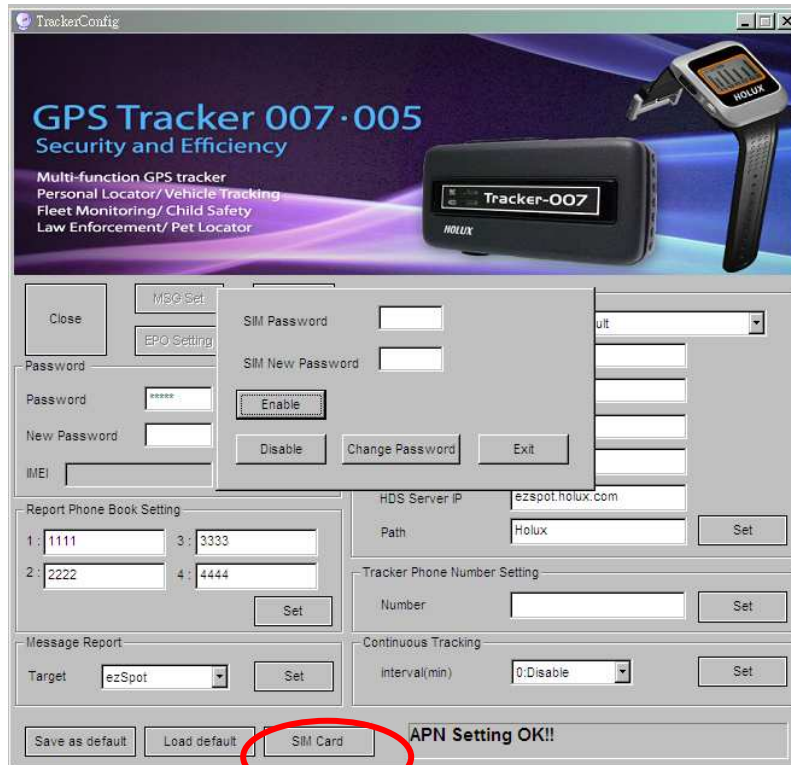 TrackerConfig
GPS Tracker 007·005
Security and Efficiency
Multi-function GPS tracker
Personal Locator/ Vehicle Tracking
Fleet Monitoring/ Child Safety
Law Enforcement/ Pet Locator
HOLUX
Tracker-007
HOLUX
Close
MSG Set
EPO Setting
SIM Password
SIM New Password
Enable
Disable
Change Password
Exit
ult
Password
Password
*****
New Password
IMEI
HDS Server IP
ezspot.holux.com
Path
Holux
Set
Report Phone Book Setting
1 : 1111
3 : 3333
2 : 2222
4 : 4444
Set
Tracker Phone Number Setting
Number
Set
Message Report
Target
ezSpot
Set
Continuous Tracking
interval(min)
0:Disable
Set
Save as default
Load default
SIM Card
APN Setting OK!!